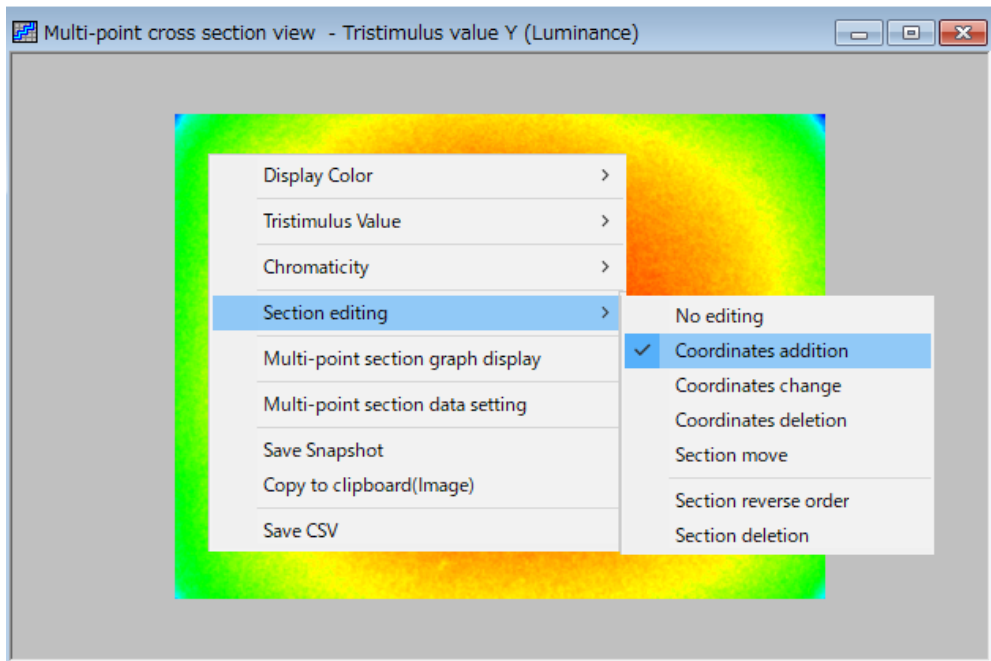 Multi-point cross section view - Tristimulus value Y (Luminance)
Display Color
Tristimulus Value
Chromaticity
Section editing
Multi-point section graph display
Multi-point section data setting
Save Snapshot
Copy to clipboard(Image)
Save CSV
No editing
Coordinates addition
Coordinates change
Coordinates deletion
Section move
Section reverse order
Section deletion